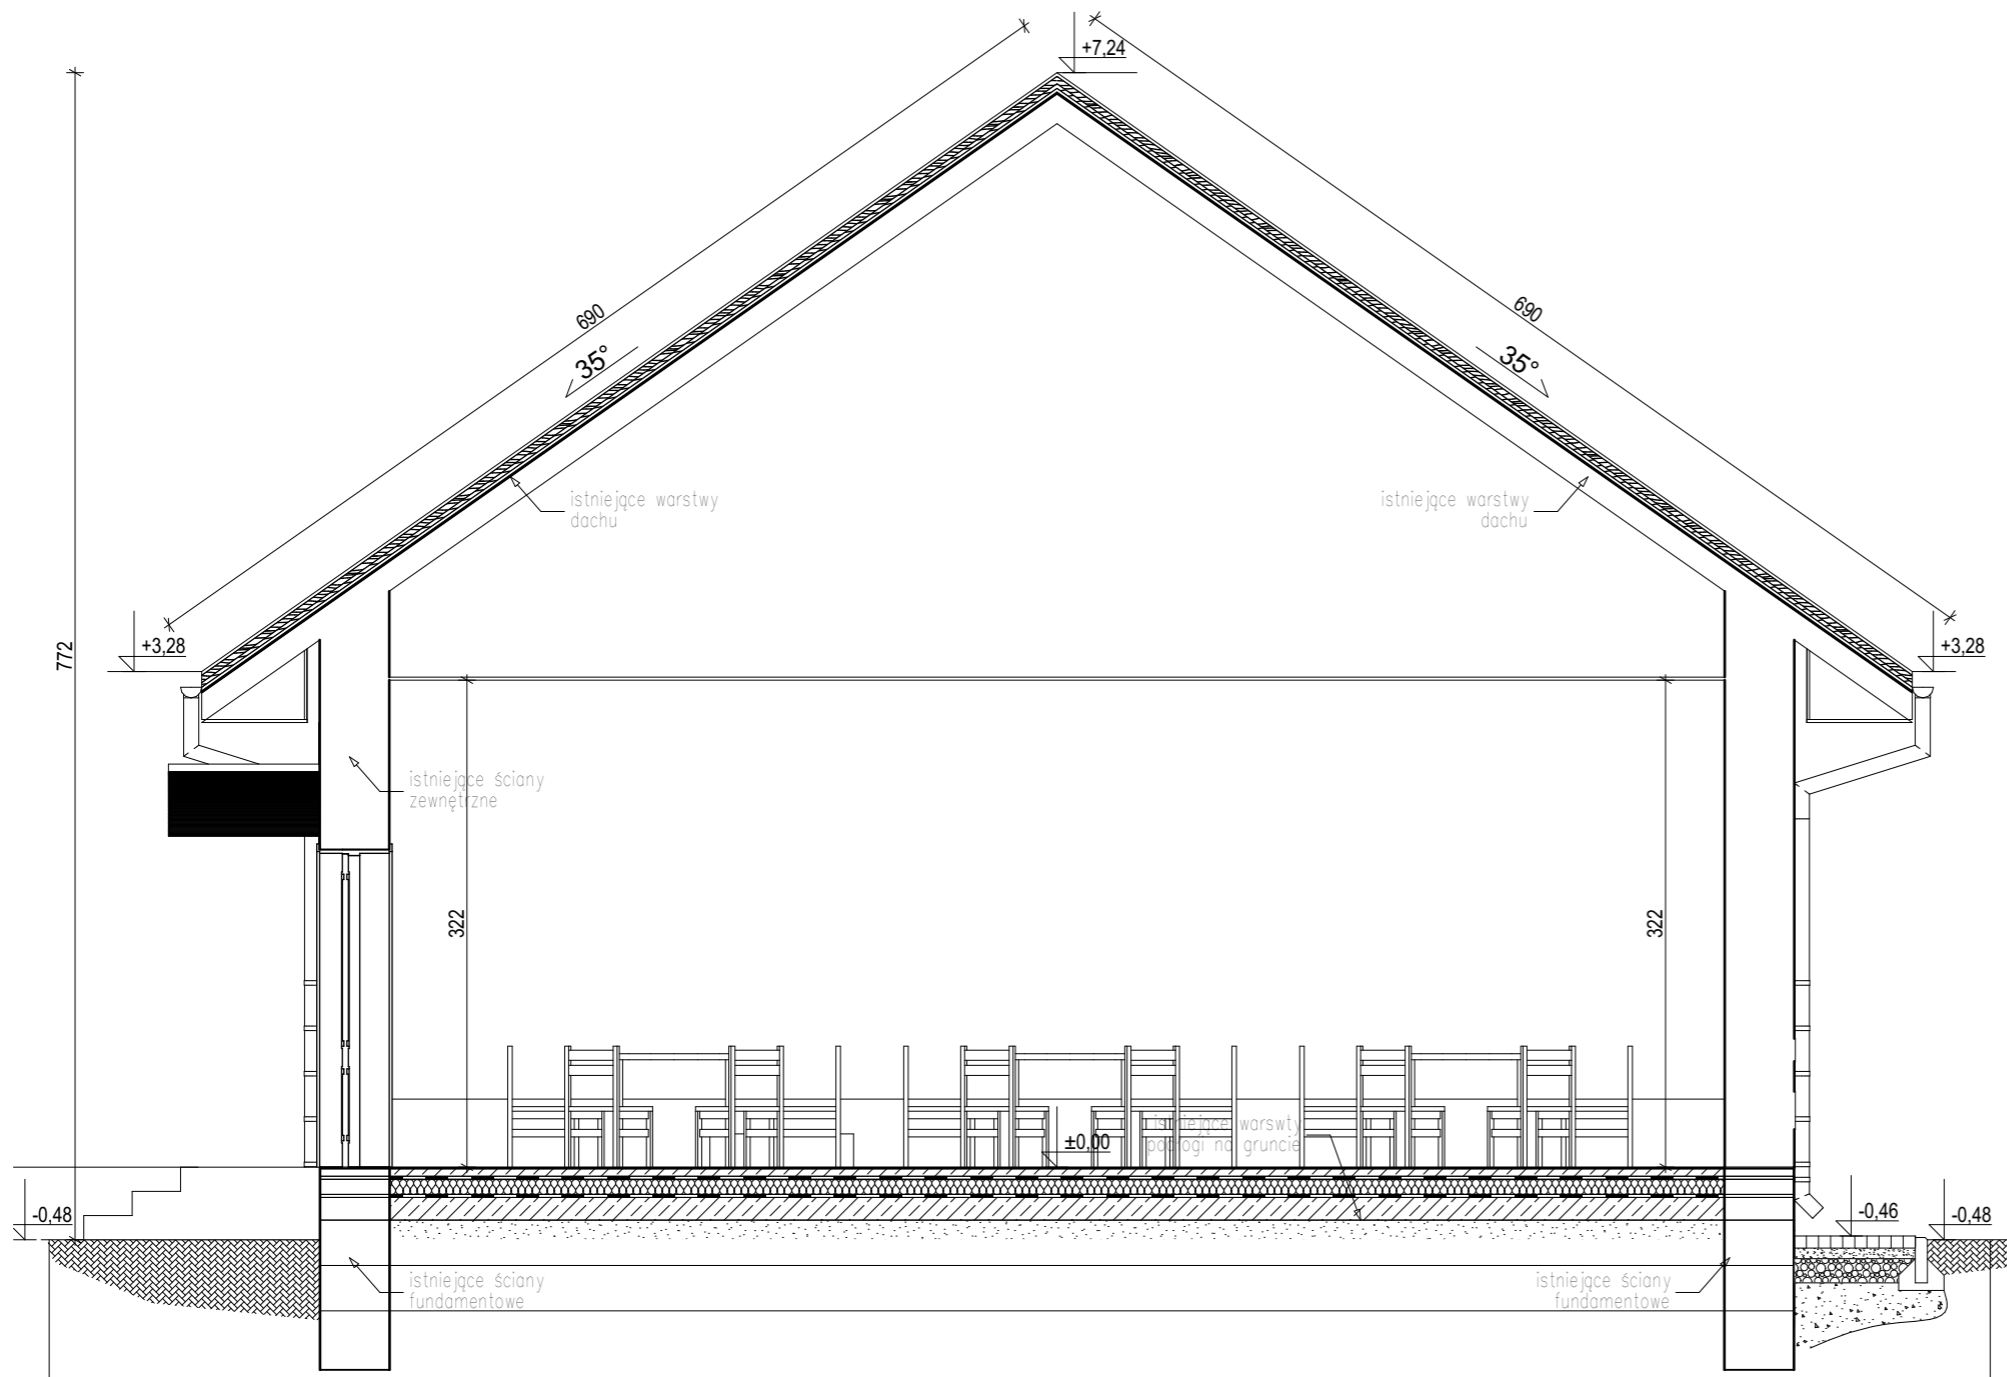 +7,24
690
690
35°
35°
istniejące warstwy
dachu
istniejące warstwy
dachu
772
+3,28
+3,28
istniejące ściany
zewnętrzne
322
322
istniejące warswty
podłogi na gruncie
±0,00
-0,48
-0,46
-0,48
istniejące ściany
fundamentowe
istniejące ściany
fundamentowe